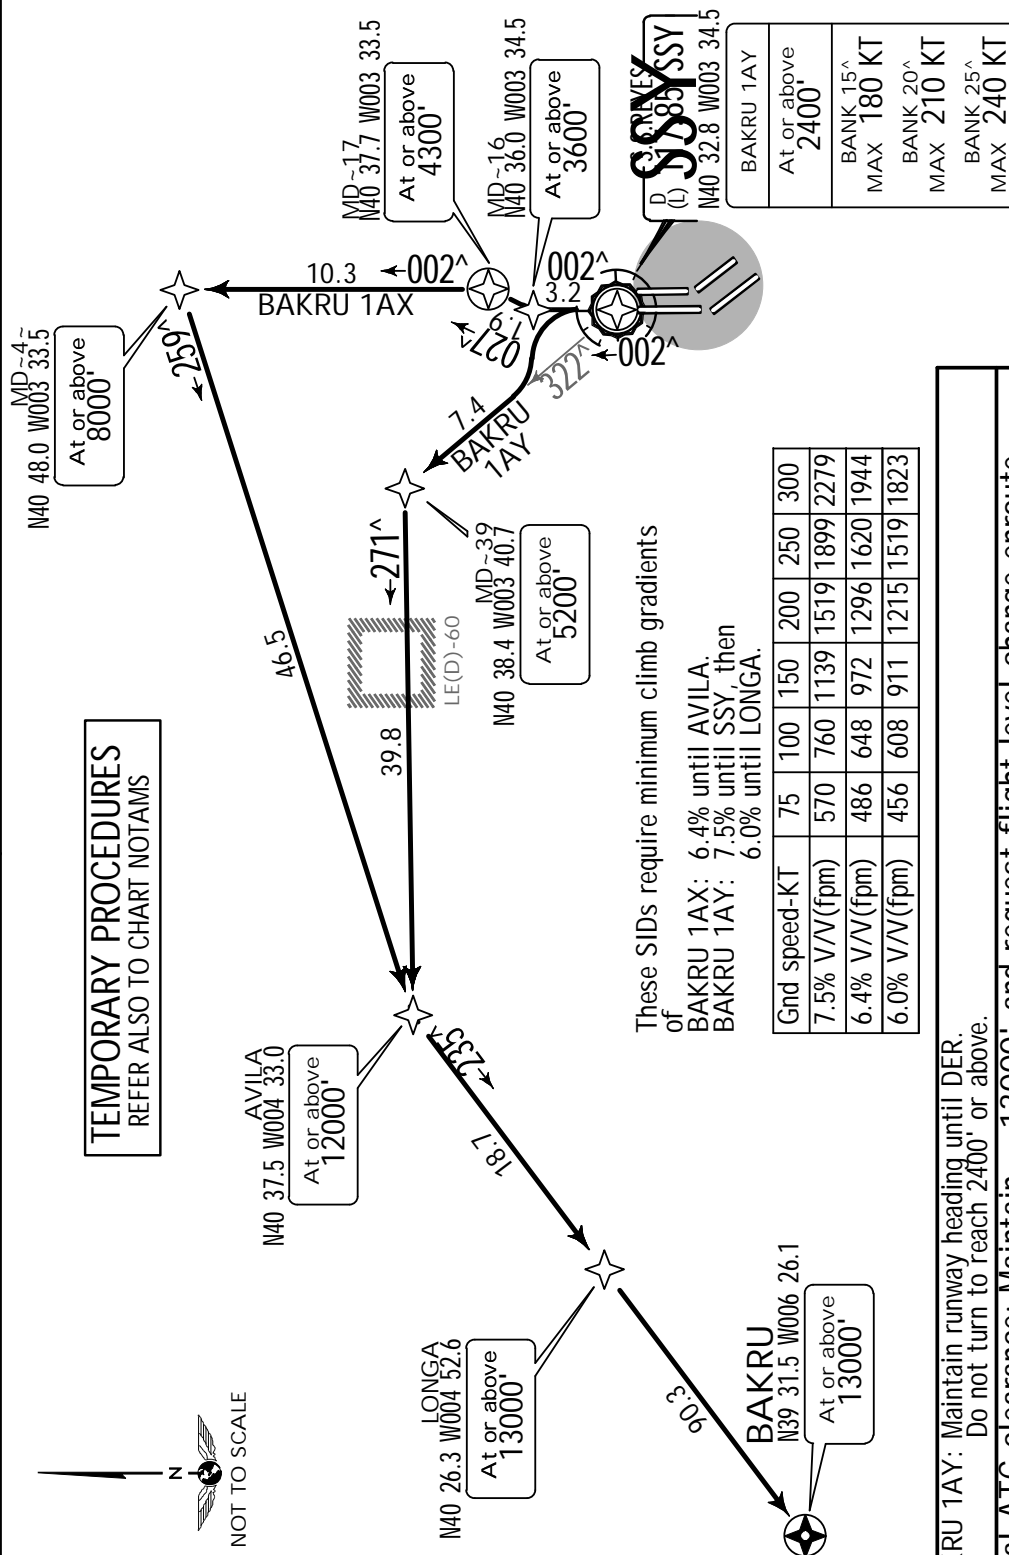 TEMPORARY PROCEDURES
REFER ALSO TO CHART NOTAMS
NOT TO SCALE
N
MD~4~
N40 48.0 W003 33.5
At or above
8000'
MD~17
N40 37.7 W003 33.5
At or above
4300'
MD~16
N40 36.0 W003 34.5
At or above
3600'
D
(L)
SSY
N40 32.8 W003 34.5
BAKRU 1AY
At or above
2400'
BANK 15^
MAX 180 KT
BANK 20^
MAX 210 KT
BANK 25^
MAX 240 KT
10.3
002^
BAKRU 1AX
259^
46.5
027^
1.9
002^
3.2
002^
322^
7.4
BAKRU
1AY
MD~39
N40 38.4 W003 40.7
At or above
5200'
271^
LE(D)-60
39.8
AVILA
N40 37.5 W004 33.0
At or above
12000'
235^
18.7
LONGA
N40 26.3 W004 52.6
At or above
13000'
90.3
BAKRU
N39 31.5 W006 26.1
At or above
13000'
These SIDs require minimum climb gradients
of
BAKRU 1AX: 6.4% until AVILA.
BAKRU 1AY: 7.5% until SSY, then
6.0% until LONGA.
Gnd speed-KT 75 100 150 200 250 300
7.5% V/V(fpm) 570 760 1139 1519 1899 2279
6.4% V/V(fpm) 486 648 972 1296 1620 1944
6.0% V/V(fpm) 456 608 911 1215 1519 1823
RU 1AY: Maintain runway heading until DER.
Do not turn to reach 2400' or above.